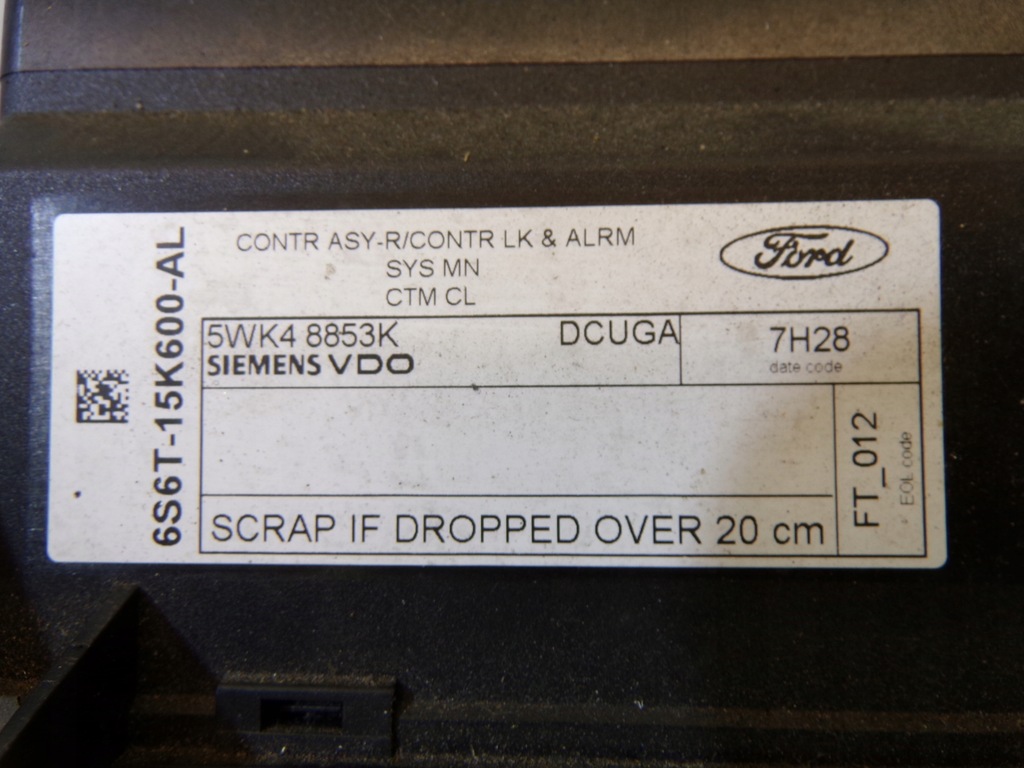 6S6T-15K600-AL
CONTR ASY-R/CONTR LK & ALRM
SYS MN
CTM CL
Ford
5WK4 8853K DCUGA
SIEMENS VDO
7H28
date code
FT_012
EOL code
SCRAP IF DROPPED OVER 20 cm